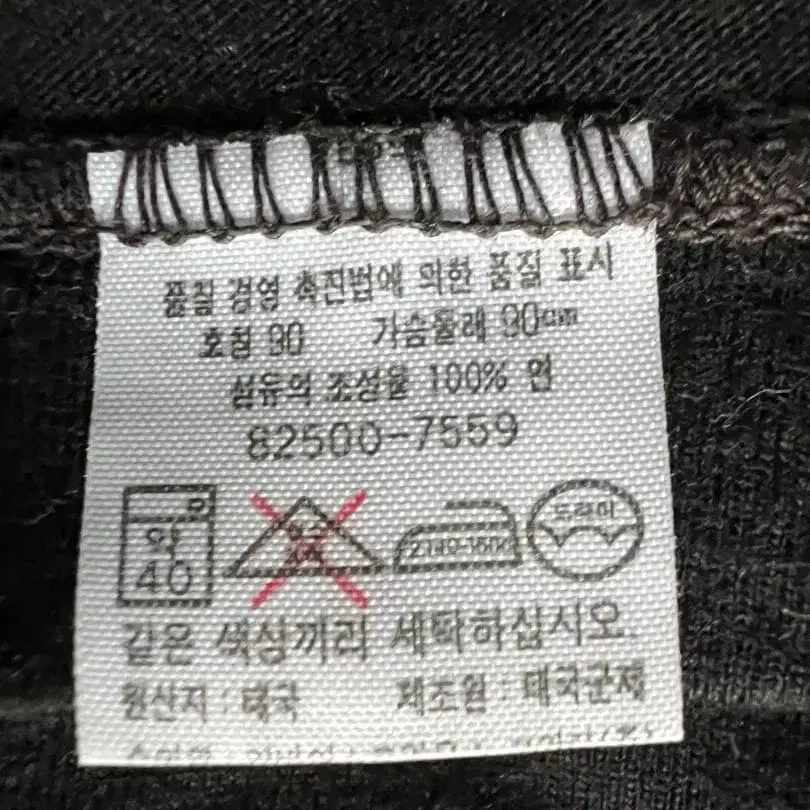 품질 경영 촉진법에 의한 품질 표시
호칭 90 가슴둘레 90cm
섬유의 조성율 100% 면
82500-7559
약
40
드라이
같은 색상끼리 세탁하십시오.
원산지 : 태국 제조원 : 태국군제